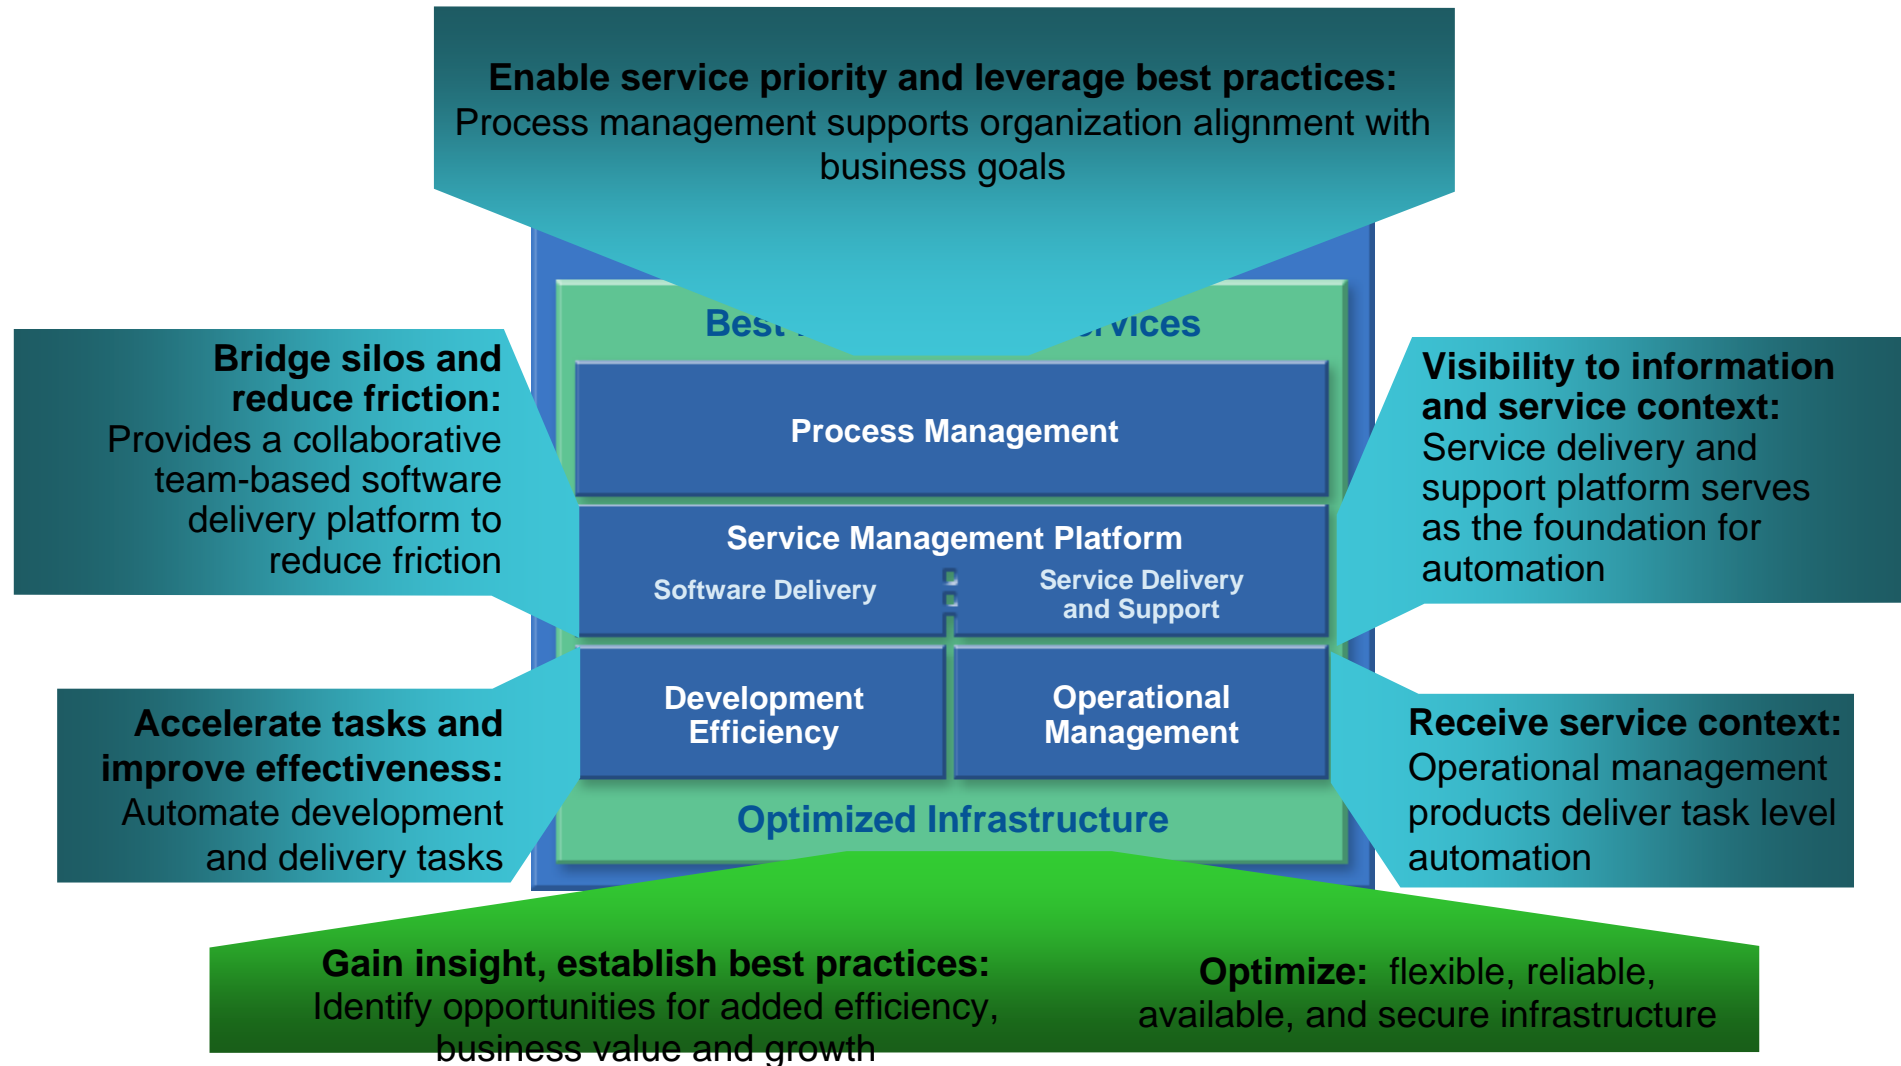 Enable service priority and leverage best practices:
Process management supports organization alignment with
business goals
Best
Bridge silos and
reduce friction:
Provides a collaborative
team-based software
delivery platform to
reduce friction
Process Management
Visibility to information
and service context:
Service delivery and
support platform serves
as the foundation for
automation
Service Management Platform
Software Delivery
Service Delivery
and Support
Development
Efficiency
Operational
Management
Accelerate tasks and
improve effectiveness:
Automate development
and delivery tasks
Receive service context:
Operational management
products deliver task level
automation
Optimized Infrastructure
Gain insight, establish best practices:
Identify opportunities for added efficiency,
business value and growth
Optimize: flexible, reliable,
available, and secure infrastructure